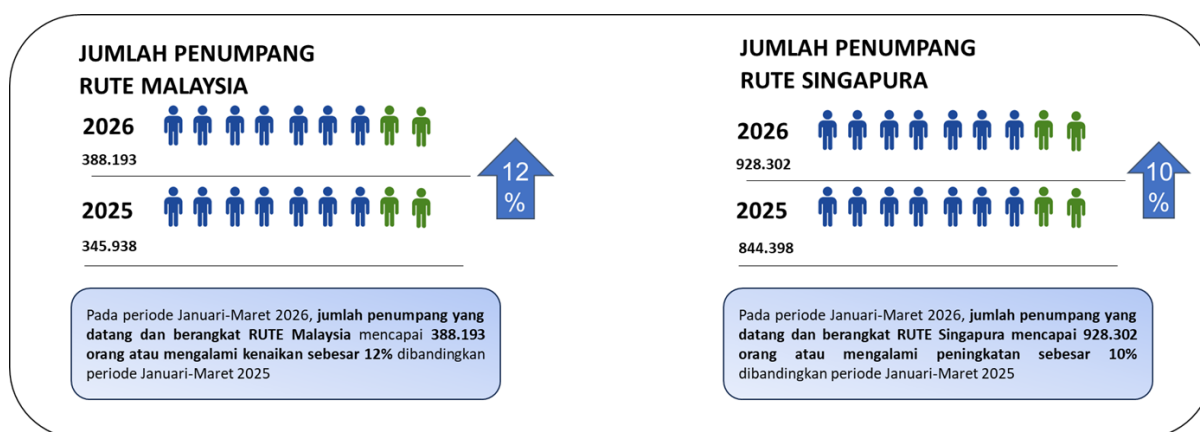 JUMLAH PENUMPANG
RUTE MALAYSIA
2026
388.193
2025
345.938
12
%
Pada periode Januari-Maret 2026, jumlah penumpang yang
datang dan berangkat RUTE Malaysia mencapai 388.193
orang atau mengalami kenaikan sebesar 12% dibandingkan
periode Januari-Maret 2025
JUMLAH PENUMPANG
RUTE SINGAPURA
2026
928.302
2025
844.398
10
%
Pada periode Januari-Maret 2026, jumlah penumpang yang
datang dan berangkat RUTE Singapura mencapai 928.302
orang atau mengalami peningkatan sebesar 10%
dibandingkan periode Januari-Maret 2025